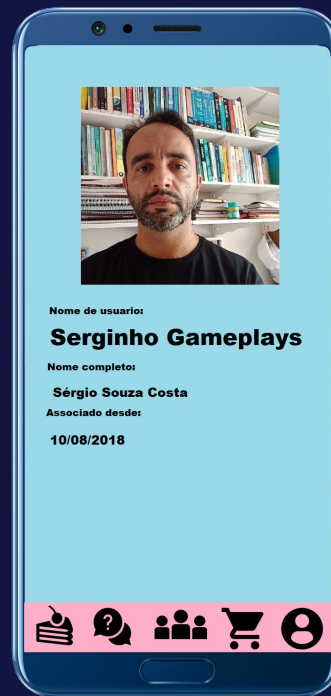 Nome de usuario:
Serginho Gameplays
Nome completo:
Sérgio Souza Costa
Associado desde:
10/08/2018
?